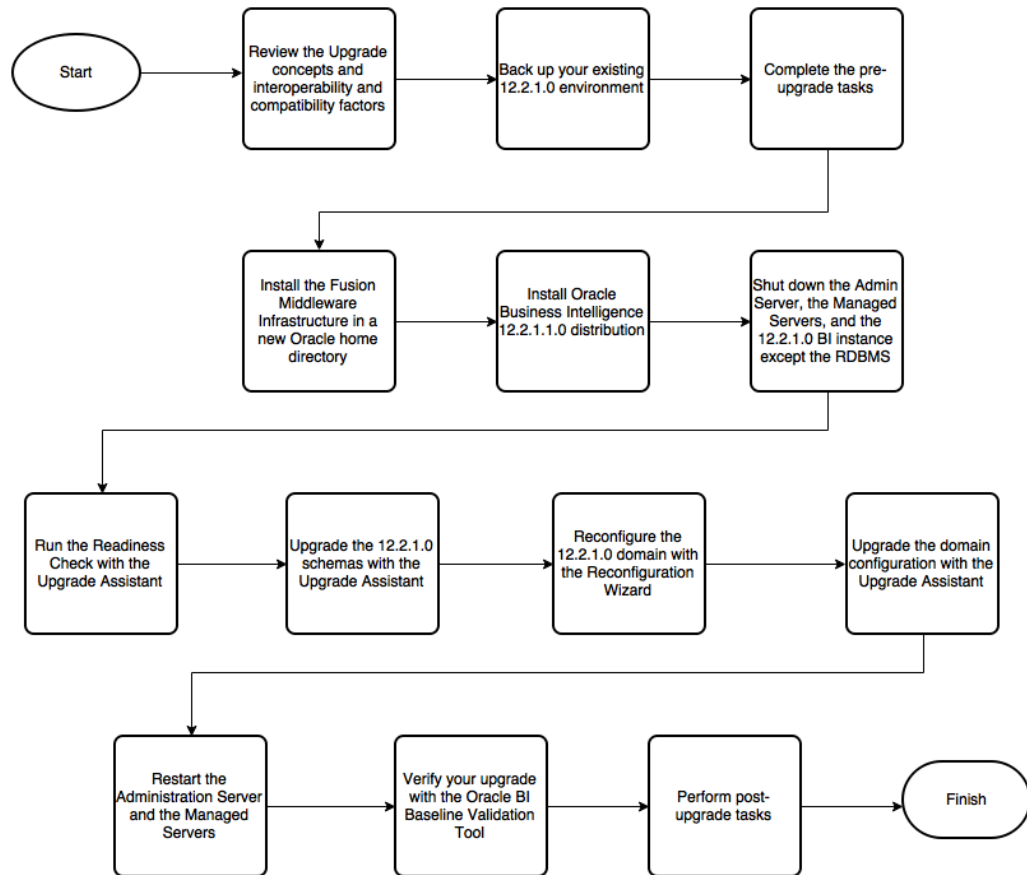 Start
Review the Upgrade
concepts and
interoperability and
compatibility factors
Back up your existing
12.2.1.0 environment
Complete the pre-
upgrade tasks
Install the Fusion
Middleware
Infrastructure in a
new Oracle home
directory
Install Oracle
Business Intelligence
12.2.1.1.0 distribution
Shut down the Admin
Server, the Managed
Servers, and the
12.2.1.0 BI instance
except the RDBMS
Run the Readiness
Check with the
Upgrade Assistant
Upgrade the 12.2.1.0
schemas with the
Upgrade Assistant
Reconfigure the
12.2.1.0 domain with
the Reconfiguration
Wizard
Upgrade the domain
configuration with the
Upgrade Assistant
Restart the
Administration Server
and the Managed
Servers
Verify your upgrade
with the Oracle BI
Baseline Validation
Tool
Perform post-
upgrade tasks
Finish